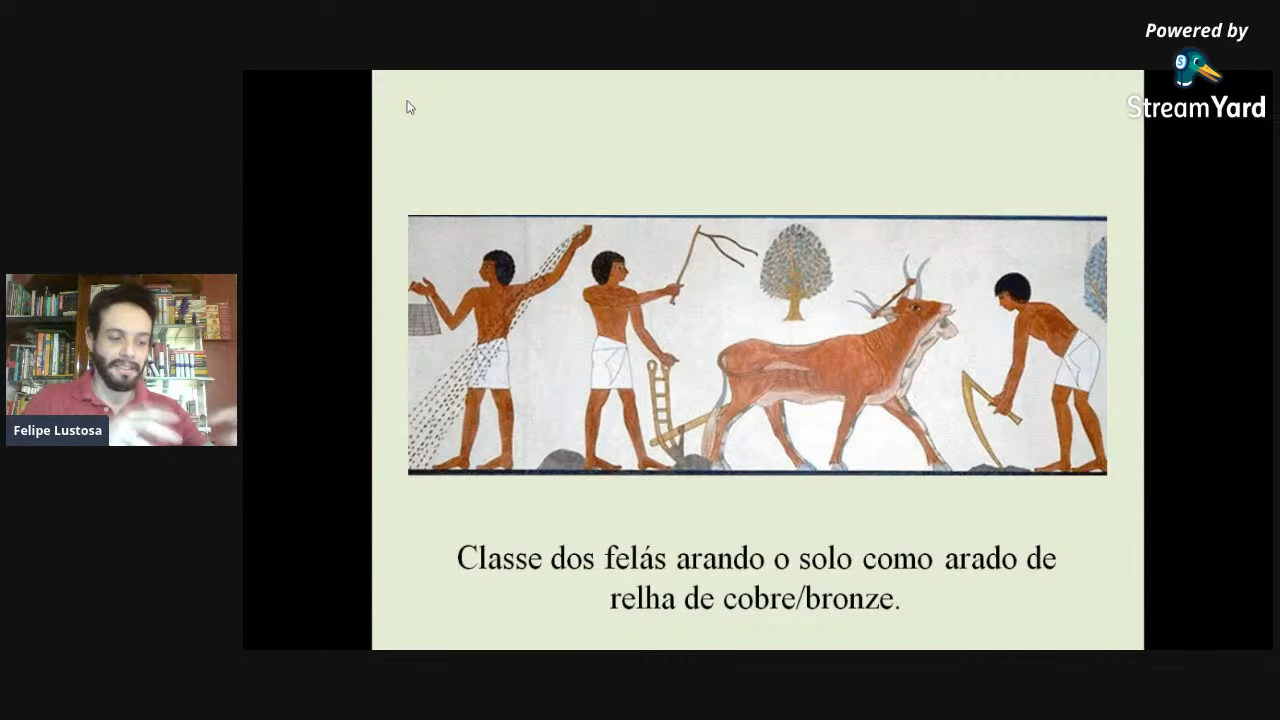 Powered by
StreamYard
Felipe Lustosa
Classe dos felás arando o solo como arado de
relha de cobre/bronze.